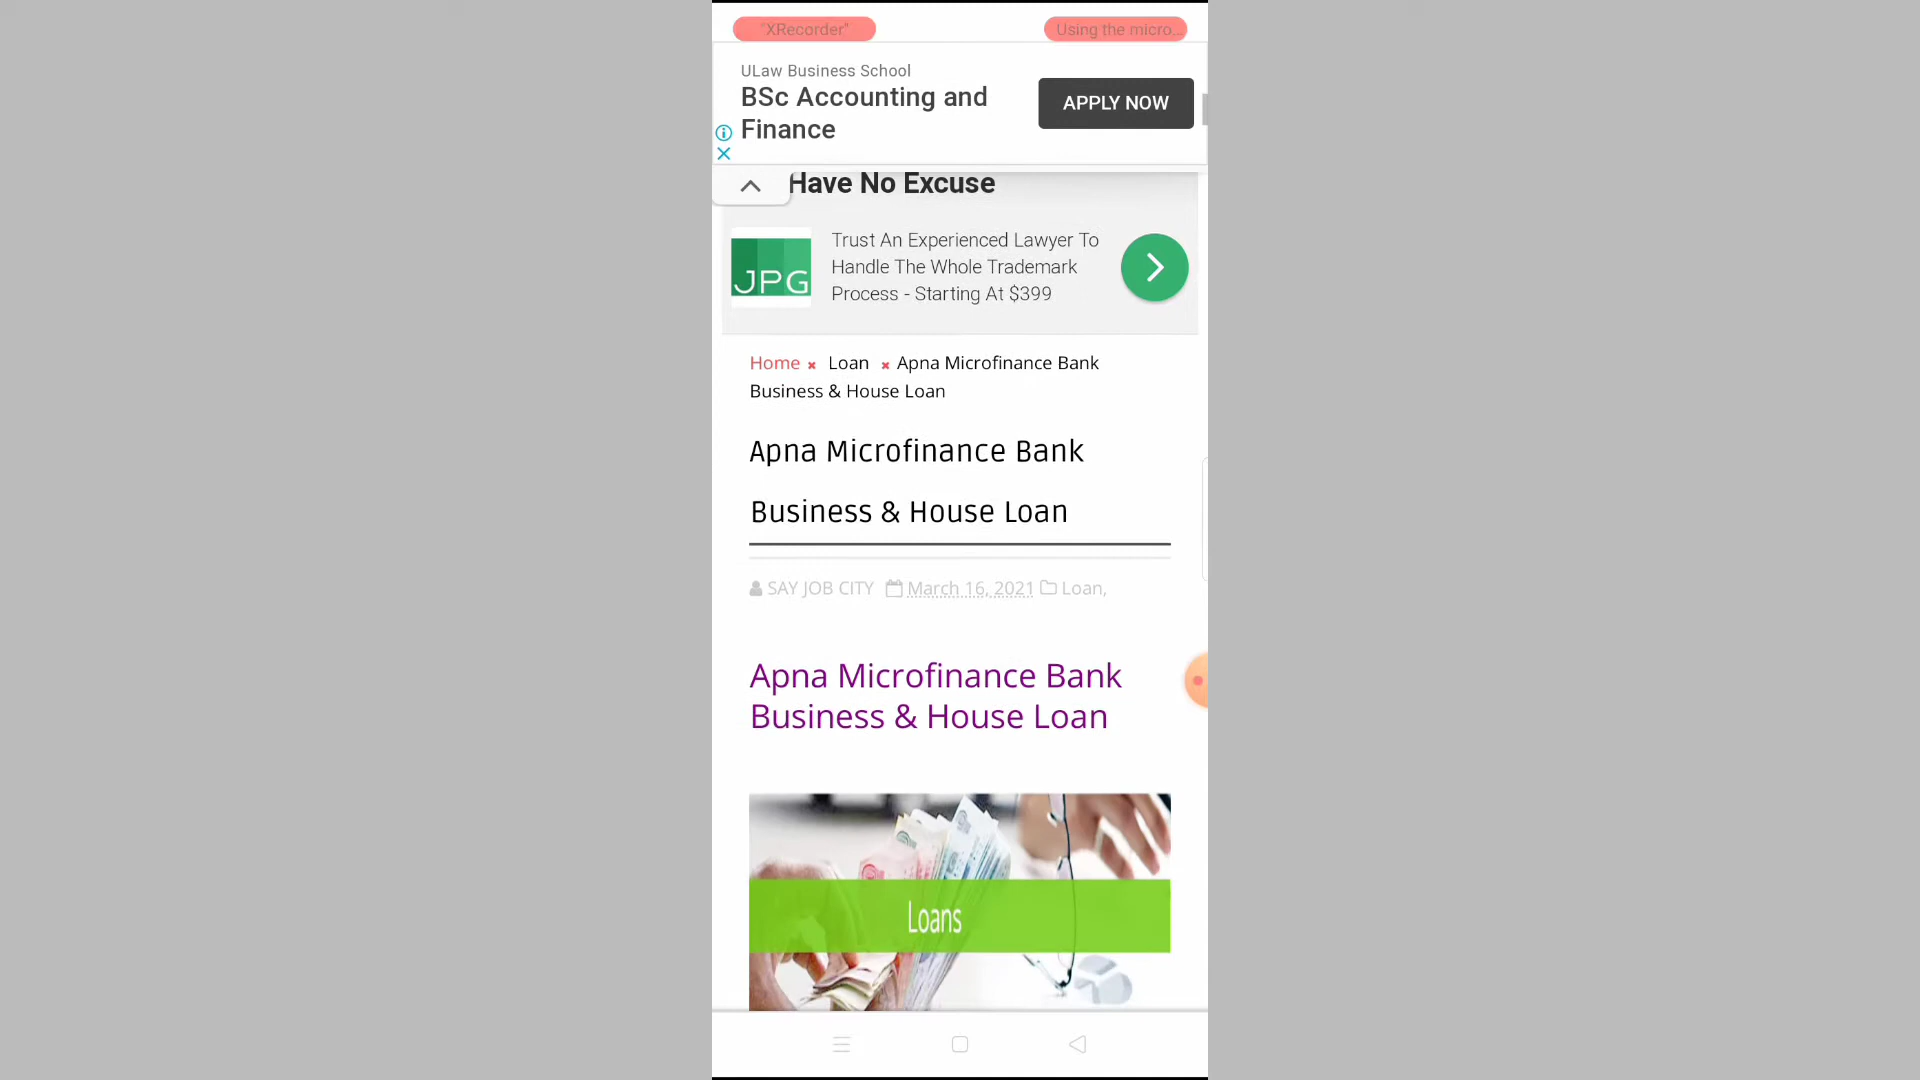 "XRecorder"
Using the micro...
ULaw Business School
BSc Accounting and
Finance
APPLY NOW
Have No Excuse
JPG
Trust An Experienced Lawyer To
Handle The Whole Trademark
Process - Starting At $399
Home × Loan × Apna Microfinance Bank
Business & House Loan
Apna Microfinance Bank
Business & House Loan
SAY JOB CITY March 16, 2021 Loan,
Apna Microfinance Bank
Business & House Loan
Loans